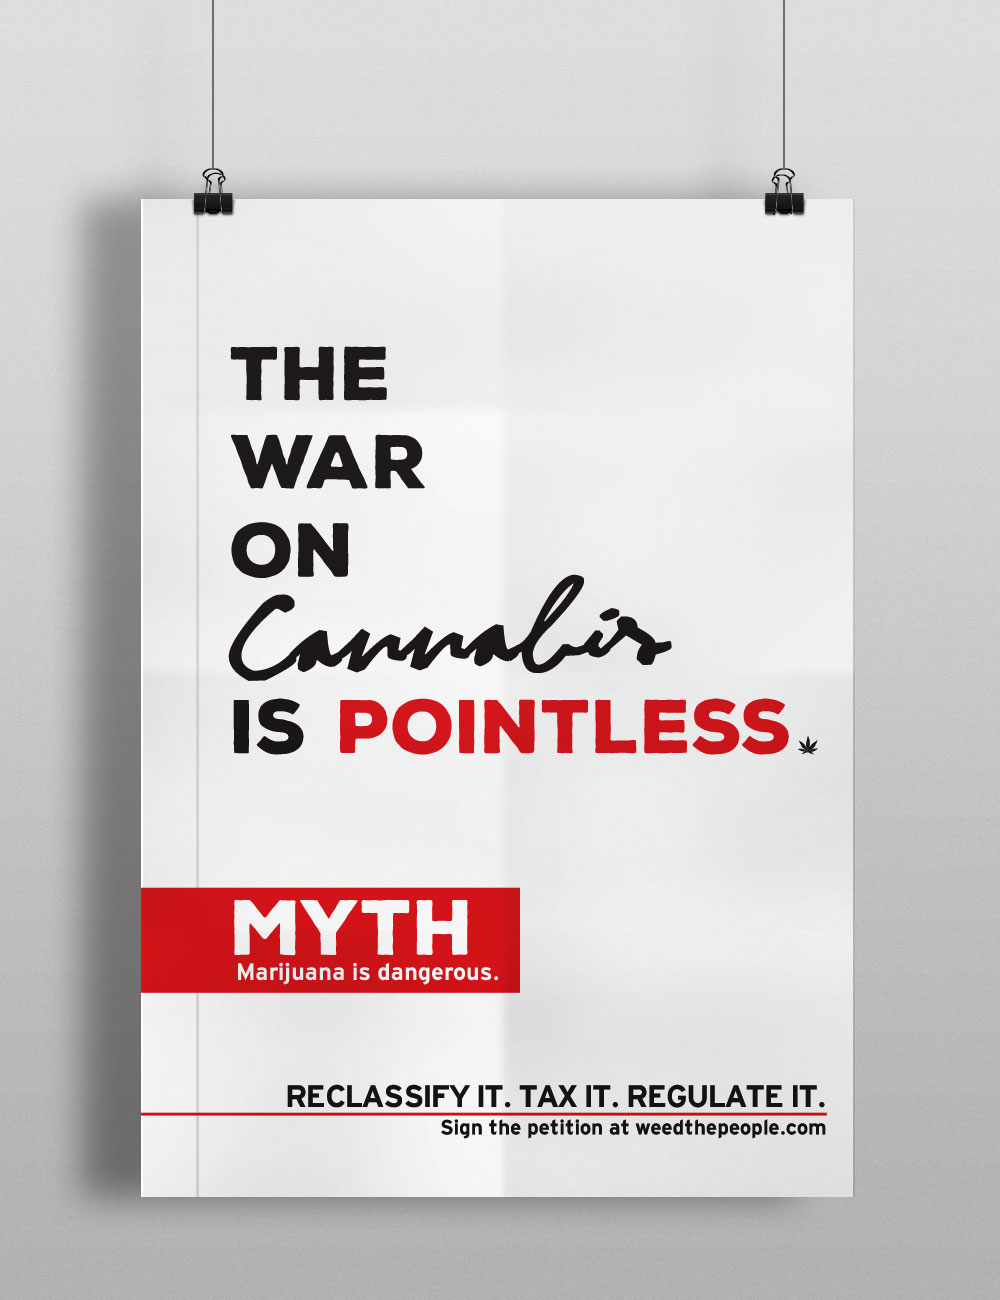 THE
WAR
ON
Cannabis
IS POINTLESS.
MYTH
Marijuana is dangerous.
RECLASSIFY IT. TAX IT. REGULATE IT.
Sign the petition at weedthepeople.com